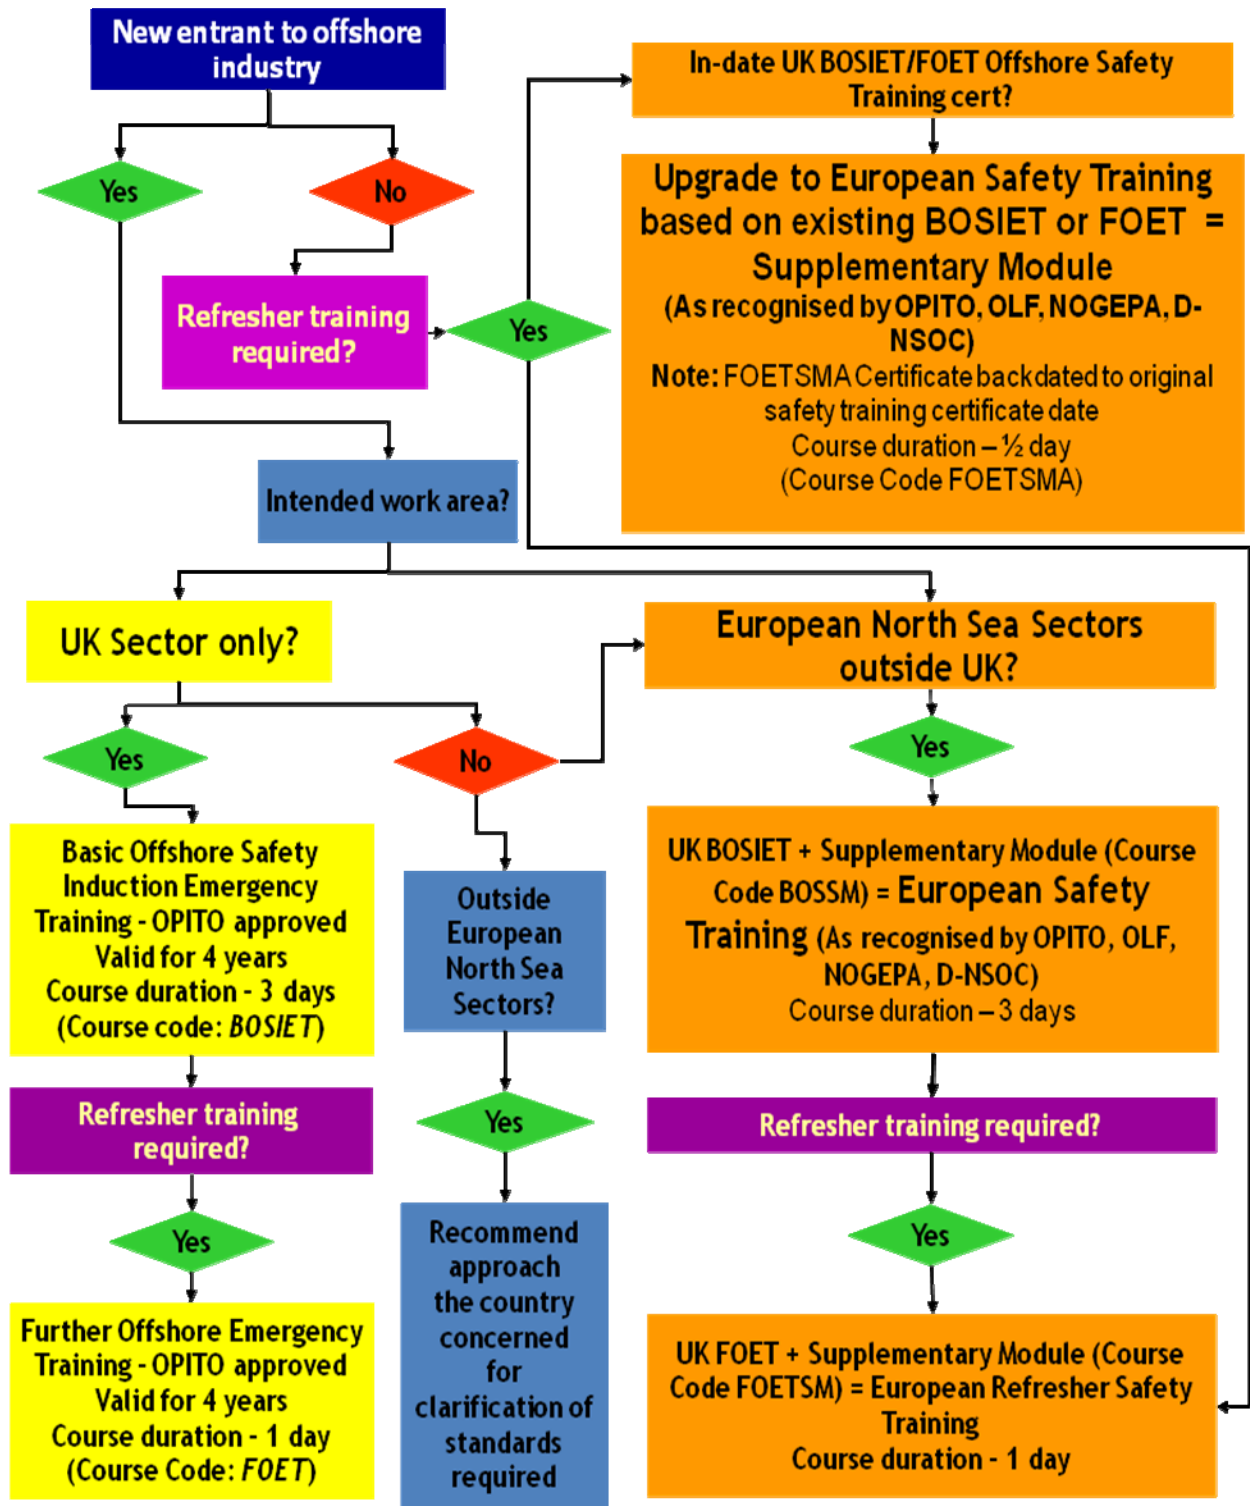 New entrant to offshore
industry
Yes
No
Refresher training
required?
Yes
In-date UK BOSIET/FOET Offshore Safety
Training cert?
Upgrade to European Safety Training
based on existing BOSIET or FOET =
Supplementary Module
(As recognised by OPITO, OLF, NOGEPA, D-
NSOC)
Note: FOETSMA Certificate backdated to original
safety training certificate date
Course duration – ½ day
(Course Code FOETSMA)
Intended work area?
UK Sector only?
European North Sea Sectors
outside UK?
Yes
No
Yes
Basic Offshore Safety
Induction Emergency
Training - OPITO approved
Valid for 4 years
Course duration - 3 days
(Course code: BOSIET)
Outside
European
North Sea
Sectors?
UK BOSIET + Supplementary Module (Course
Code BOSSM) = European Safety
Training (As recognised by OPITO, OLF,
NOGEPA, D-NSOC)
Course duration – 3 days
Refresher training
required?
Yes
Refresher training required?
Yes
Yes
Further Offshore Emergency
Training - OPITO approved
Valid for 4 years
Course duration - 1 day
(Course Code: FOET)
Recommend
approach
the country
concerned
for
clarification of
standards
required
UK FOET + Supplementary Module (Course
Code FOETSM) = European Refresher Safety
Training
Course duration - 1 day